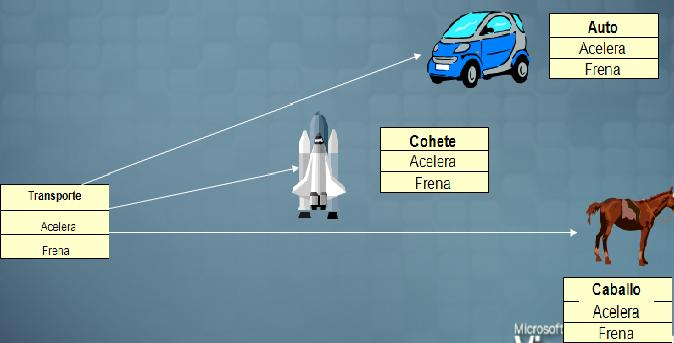 Auto
Acelera
Frena
Cohete
Acelera
Frena
Transporte
Acelera
Frena
Caballo
Acelera
Frena
Microsoft